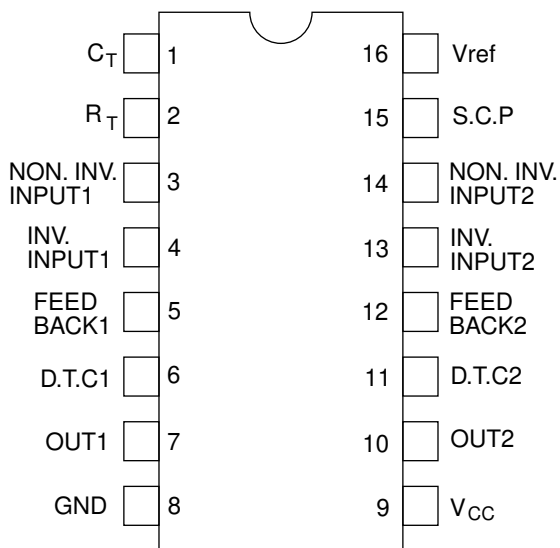 C_T 1 16 Vref
R_T 2 15 S.C.P
NON. INV. 3 14 NON. INV.
INPUT1 INPUT2
INV. 4 13 INV.
INPUT1 INPUT2
FEED 5 12 FEED
BACK1 BACK2
D.T.C1 6 11 D.T.C2
OUT1 7 10 OUT2
GND 8 9 V_CC